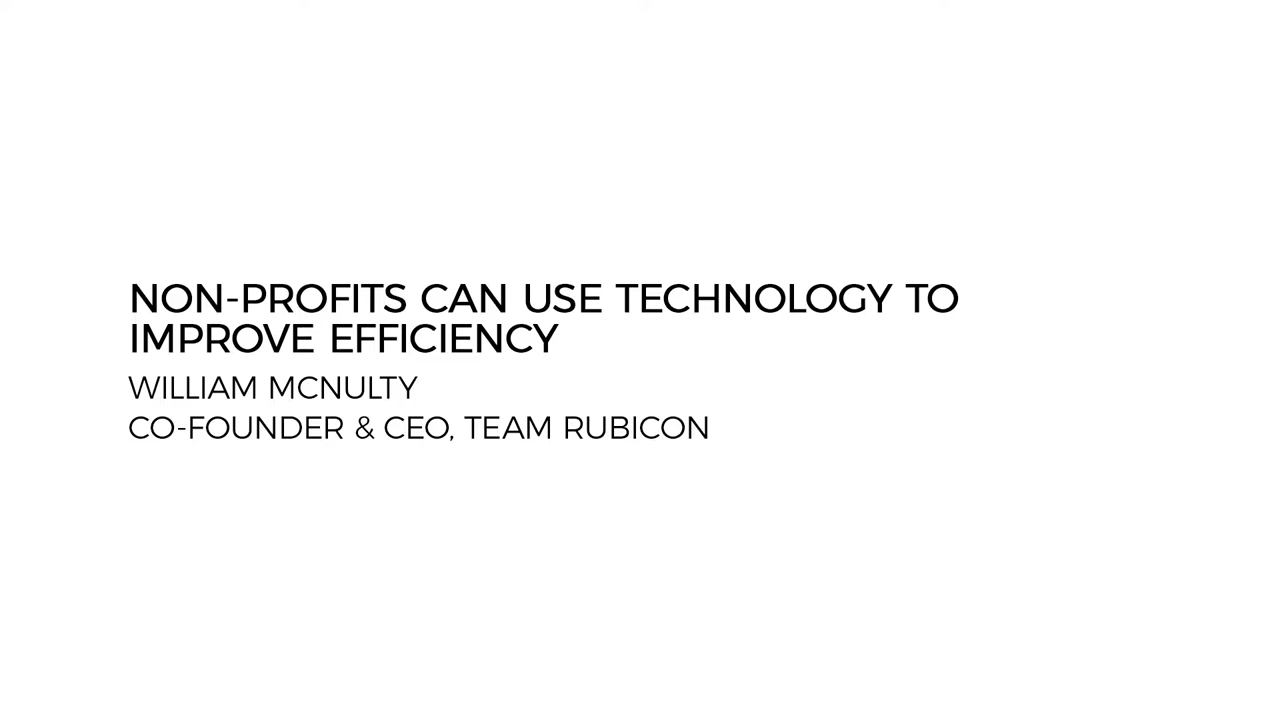 NON-PROFITS CAN USE TECHNOLOGY TO
IMPROVE EFFICIENCY
WILLIAM MCNULTY
CO-FOUNDER & CEO, TEAM RUBICON